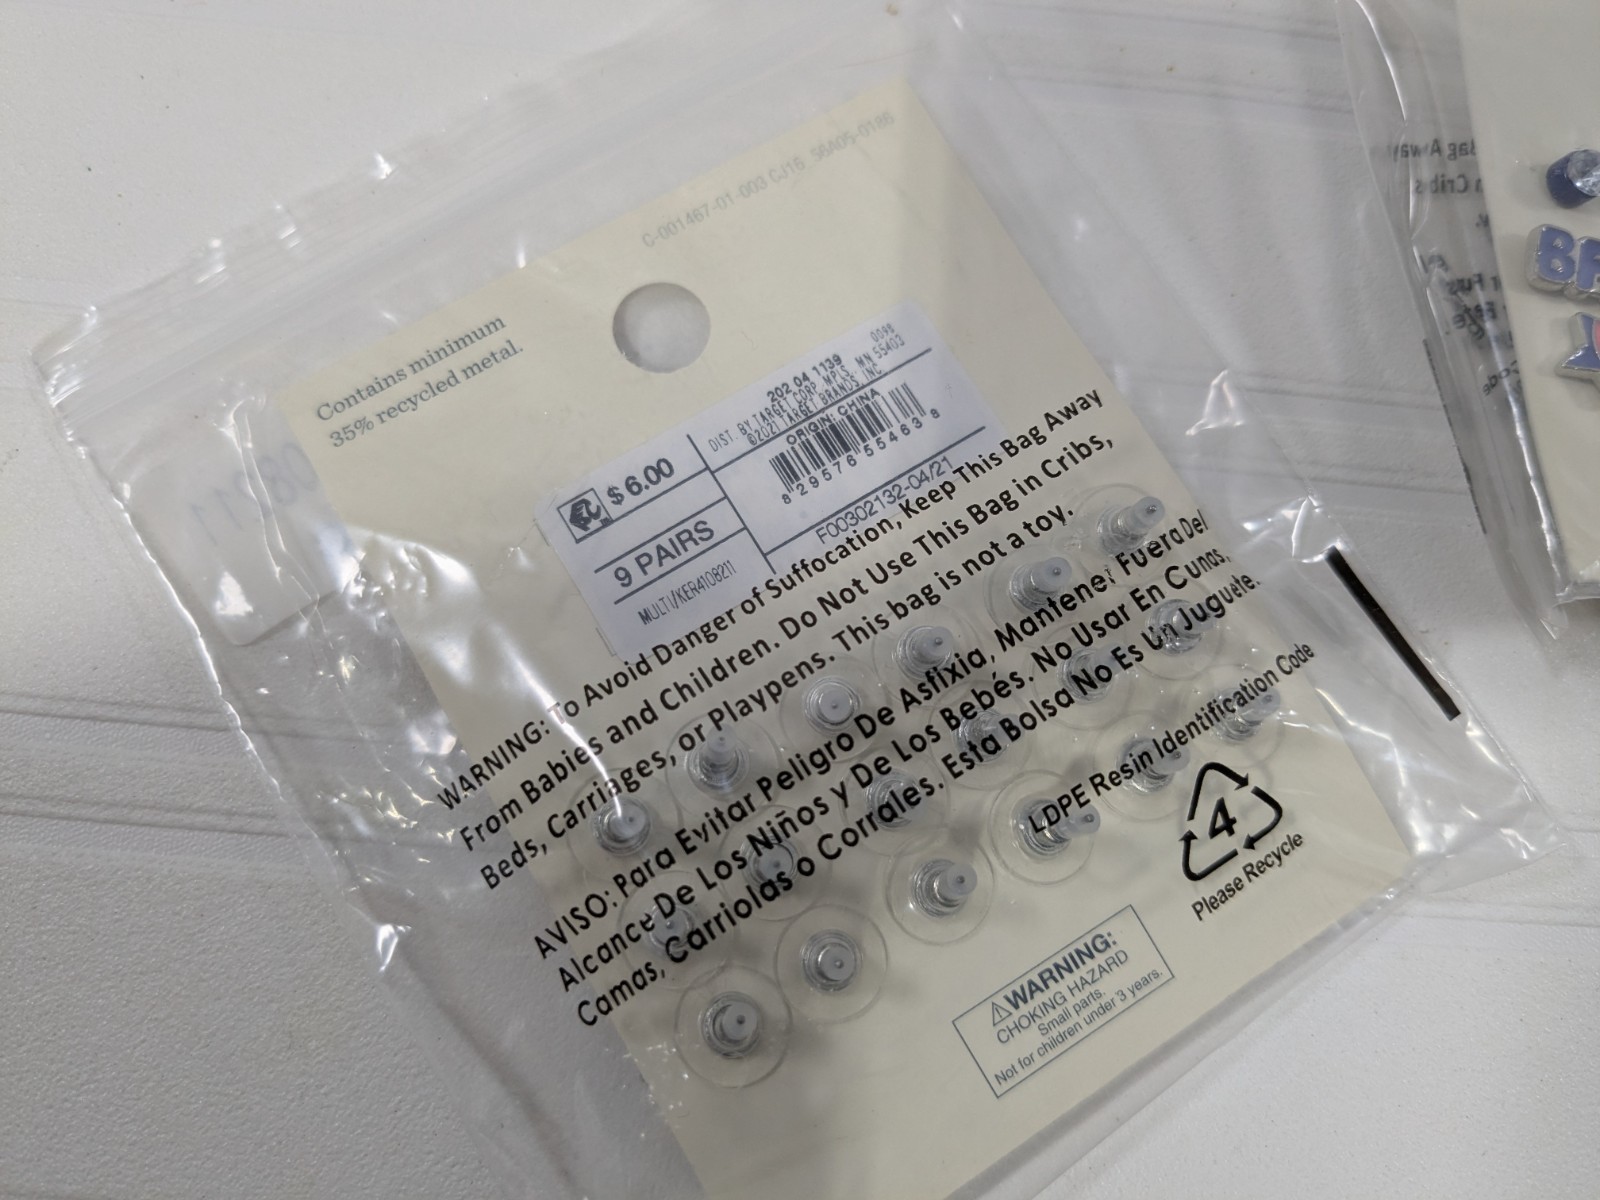 C-001467-01-003 CJ16 96A05-0186
Contains minimum
35% recycled metal.
$6.00
9 PAIRS
MULTI/KER4108211
202 04 1139 0098
DIST. BY TARGET CORP. MPLS, MN 55403
©2021 TARGET BRANDS, INC.
ORIGIN: CHINA
8 29576 55463 8
F00302132-04/21
WARNING: To Avoid Danger of Suffocation, Keep This Bag Away
From Babies and Children. Do Not Use This Bag in Cribs,
Beds, Carriages, or Playpens. This bag is not a toy.
AVISO: Para Evitar Peligro De Asfixia, Mantener Fuera Del
Alcance De Los Niños y De Los Bebés. No Usar En Cunas,
Camas, Carriolas o Corrales. Esta Bolsa No Es Un Juguete.
LDPE Resin Identification Code
4
Please Recycle
⚠WARNING:
CHOKING HAZARD
Small parts.
Not for children under 3 years.
Bag Away
n Cribs